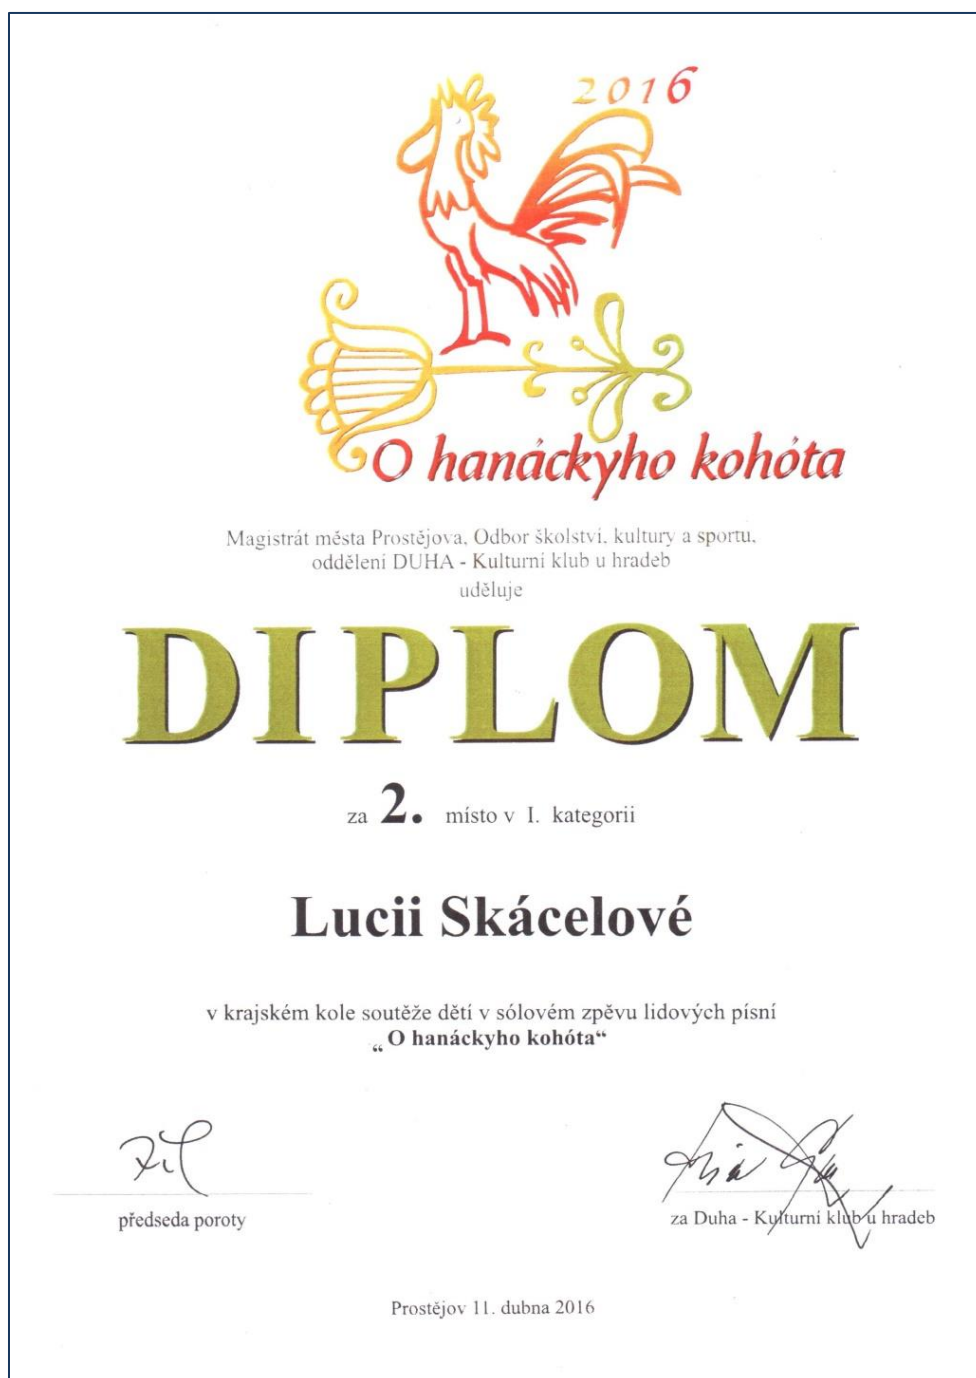 2016
O hanáckyho kohóta
Magistrát města Prostějova, Odbor školství, kultury a sportu,
oddělení DUHA - Kulturní klub u hradeb
uděluje
DIPLOM
za 2. místo v I. kategorii
Lucii Skácelové
v krajském kole soutěže dětí v sólovém zpěvu lidových písní
„O hanáckyho kohóta“
předseda poroty
za Duha - Kulturní klub u hradeb
Prostějov 11. dubna 2016